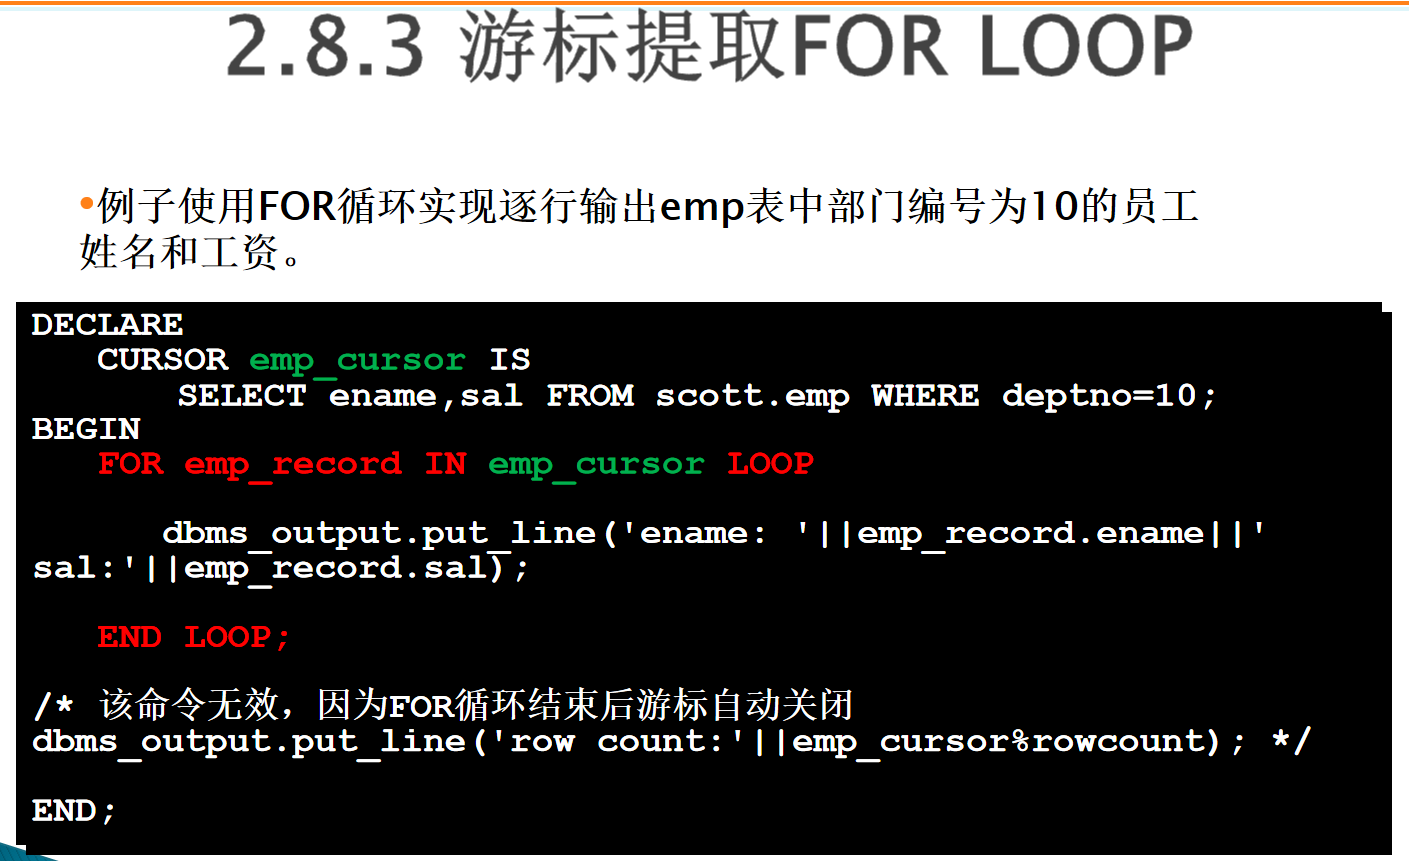 2.8.3 游标提取FOR LOOP
•例子使用FOR循环实现逐行输出emp表中部门编号为10的员工
姓名和工资。
DECLARE
CURSOR emp_cursor IS
SELECT ename,sal FROM scott.emp WHERE deptno=10;
BEGIN
FOR emp_record IN emp_cursor LOOP
dbms_output.put_line('ename: '||emp_record.ename||'
sal:'||emp_record.sal);
END LOOP;
/* 该命令无效，因为FOR循环结束后游标自动关闭
dbms_output.put_line('row count:'||emp_cursor%rowcount); */
END;